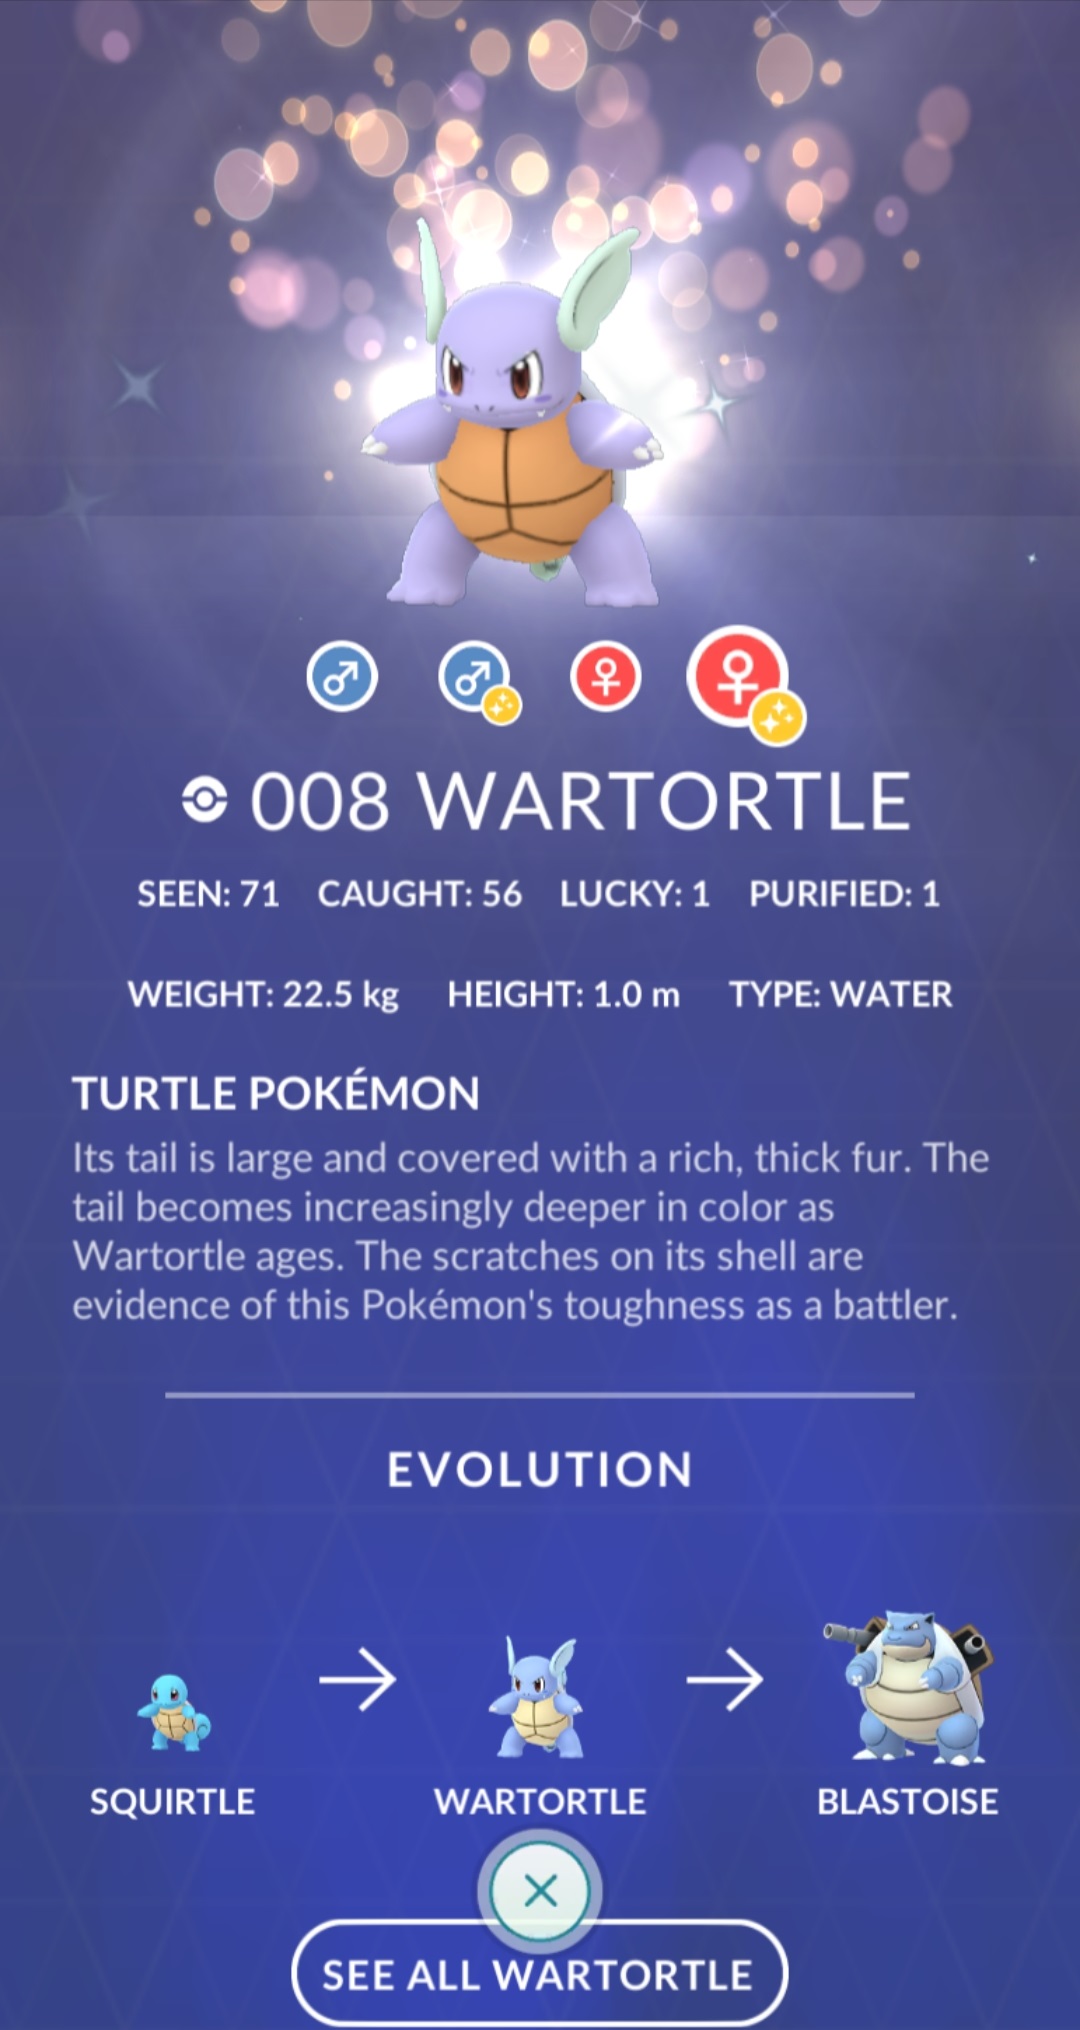 008 WARTORTLE
SEEN: 71 CAUGHT: 56 LUCKY: 1 PURIFIED: 1
WEIGHT: 22.5 kg HEIGHT: 1.0 m TYPE: WATER
TURTLE POKÉMON
Its tail is large and covered with a rich, thick fur. The
tail becomes increasingly deeper in color as
Wartortle ages. The scratches on its shell are
evidence of this Pokémon's toughness as a battler.
EVOLUTION
SQUIRTLE WARTORTLE BLASTOISE
SEE ALL WARTORTLE